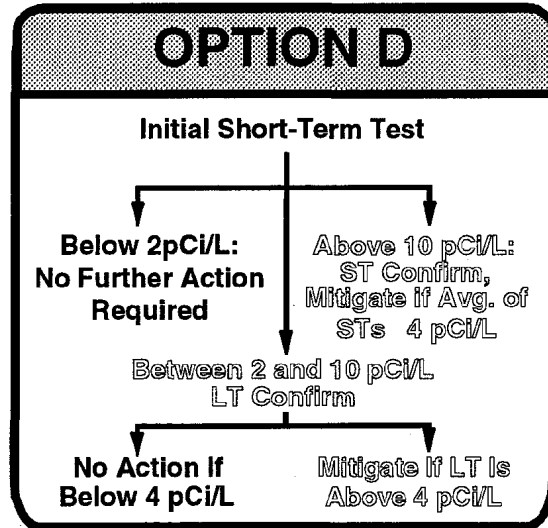 OPTION D
Initial Short-Term Test
Below 2pCi/L:
No Further Action
Required
Above 10 pCi/L:
ST Confirm,
Mitigate if Avg. of
STs 4 pCi/L
Between 2 and 10 pCi/L
LT Confirm
No Action If
Below 4 pCi/L
Mitigate If LT Is
Above 4 pCi/L